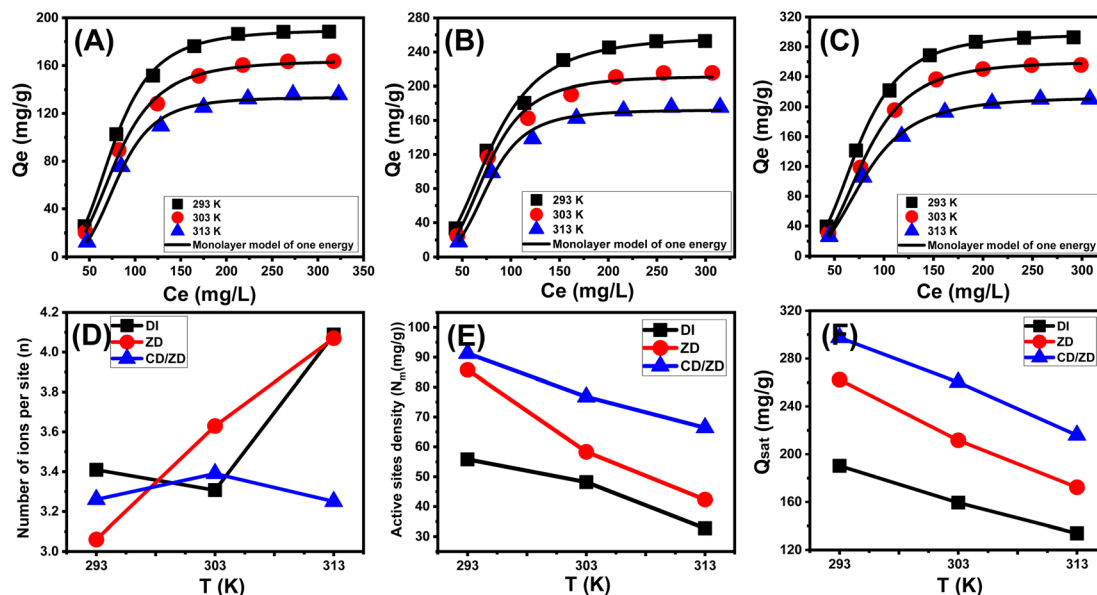 (A)
Qe (mg/g)
200
160
120
80
40
0
293 K
303 K
313 K
Monolayer model of one energy
50 100 150 200 250 300 350
Ce (mg/L)
(B)
Qe (mg/g)
280
240
200
160
120
80
40
0
293 K
303 K
313 K
Monolayer model of one energy
50 100 150 200 250 300
Ce (mg/L)
(C)
Qe (mg/g)
320
280
240
200
160
120
80
40
0
293 K
303 K
313 K
Monolayer model of one energy
50 100 150 200 250 300
Ce (mg/L)
(D)
Number of ions per site (n)
4.2
4.0
3.8
3.6
3.4
3.2
3.0
DI
ZD
CD/ZD
293 303 313
T (K)
(E)
Active sites density (Nm(mg/g))
100
90
80
70
60
50
40
30
DI
ZD
CD/ZD
293 303 313
T (K)
(F)
Qsat (mg/g)
320
280
240
200
160
120
DI
ZD
CD/ZD
293 303 313
T (K)